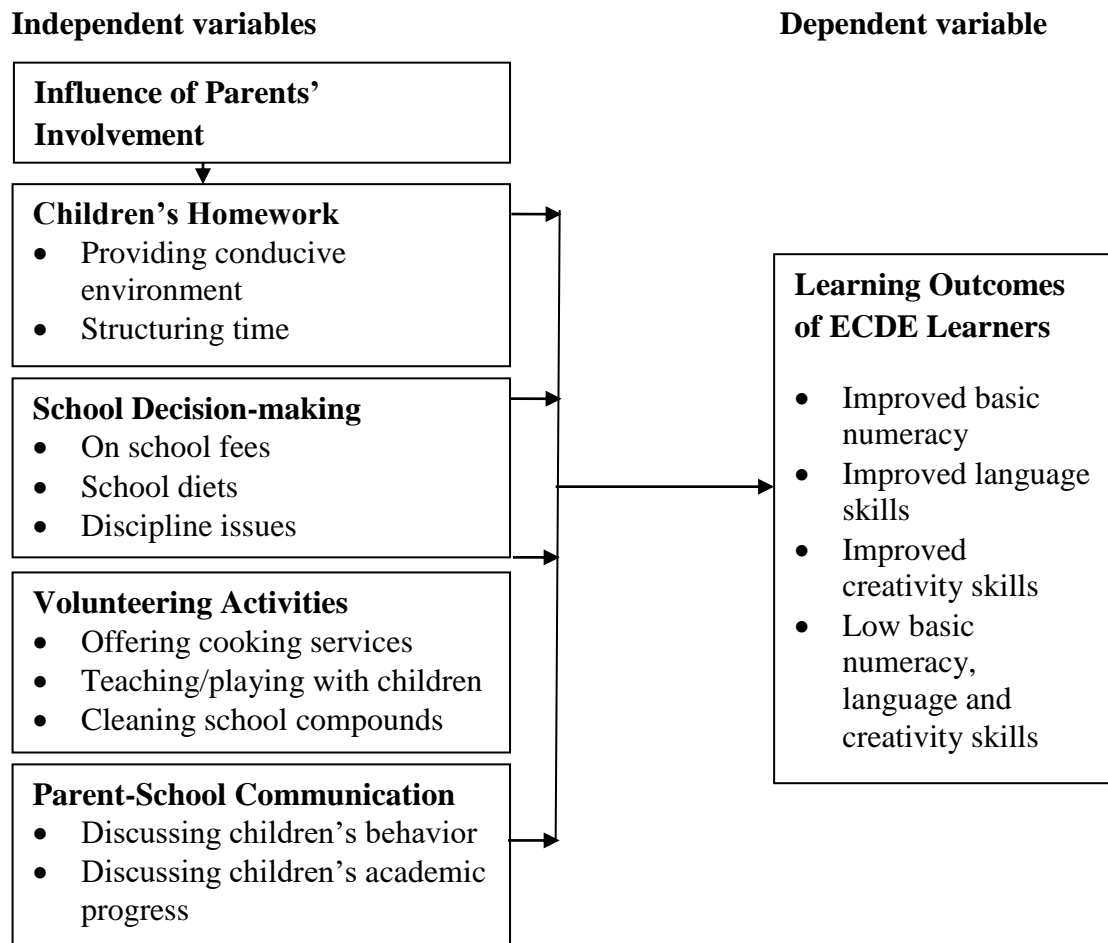 Independent variables
Dependent variable
Influence of Parents’
Involvement
Children’s Homework
• Providing conducive
environment
• Structuring time
School Decision-making
• On school fees
• School diets
• Discipline issues
Volunteering Activities
• Offering cooking services
• Teaching/playing with children
• Cleaning school compounds
Parent-School Communication
• Discussing children’s behavior
• Discussing children’s academic
progress
Learning Outcomes
of ECDE Learners
• Improved basic
numeracy
• Improved language
skills
• Improved
creativity skills
• Low basic
numeracy,
language and
creativity skills